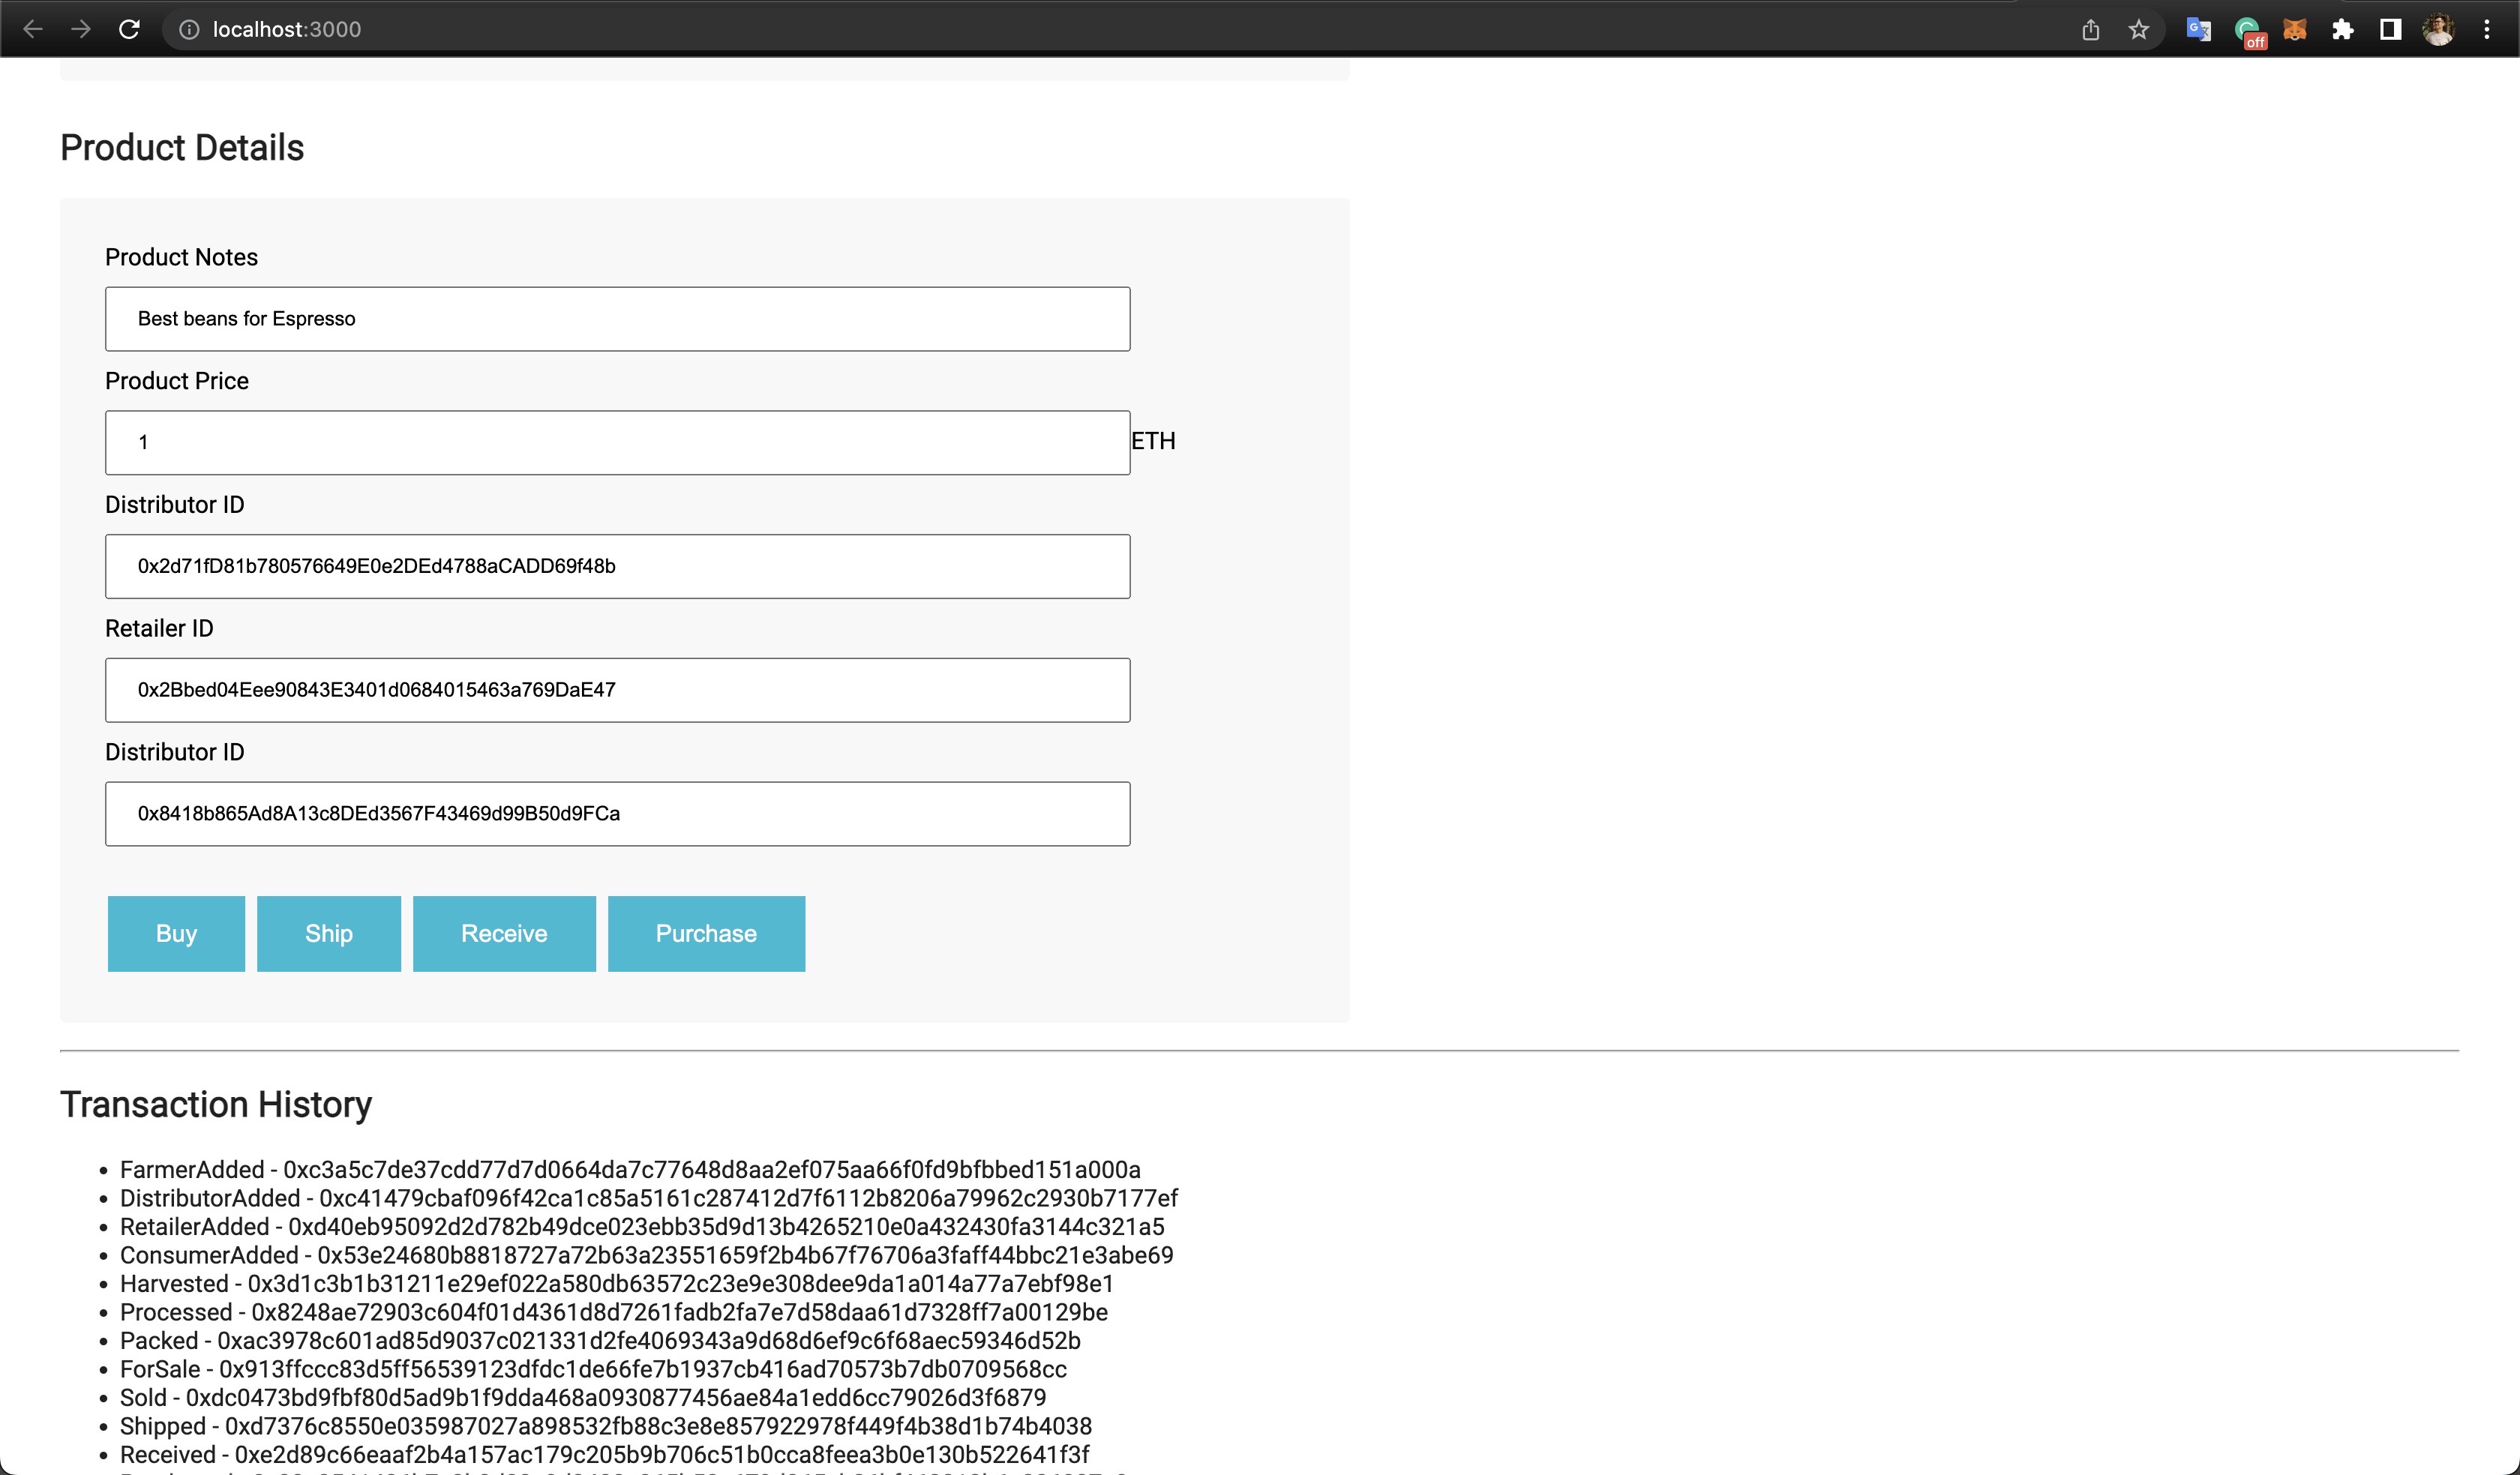 localhost:3000
off
Product Details
Product Notes
Best beans for Espresso
Product Price
1
ETH
Distributor ID
0x2d71fD81b780576649E0e2DEd4788aCADD69f48b
Retailer ID
0x2Bbed04Eee90843E3401d0684015463a769DaE47
Distributor ID
0x8418b865Ad8A13c8DEd3567F43469d99B50d9FCa
Buy Ship Receive Purchase
Transaction History
FarmerAdded - 0xc3a5c7de37cdd77d7d0664da7c77648d8aa2ef075aa66f0fd9bfbbed151a000a
DistributorAdded - 0xc41479cbaf096f42ca1c85a5161c287412d7f6112b8206a79962c2930b7177ef
RetailerAdded - 0xd40eb95092d2d782b49dce023ebb35d9d13b4265210e0a432430fa3144c321a5
ConsumerAdded - 0x53e24680b8818727a72b63a23551659f2b4b67f76706a3faff44bbc21e3abe69
Harvested - 0x3d1c3b1b31211e29ef022a580db63572c23e9e308dee9da1a014a77a7ebf98e1
Processed - 0x8248ae72903c604f01d4361d8d7261fadb2fa7e7d58daa61d7328ff7a00129be
Packed - 0xac3978c601ad85d9037c021331d2fe4069343a9d68d6ef9c6f68aec59346d52b
ForSale - 0x913ffccc83d5ff56539123dfdc1de66fe7b1937cb416ad70573b7db0709568cc
Sold - 0xdc0473bd9fbf80d5ad9b1f9dda468a0930877456ae84a1edd6cc79026d3f6879
Shipped - 0xd7376c8550e035987027a898532fb88c3e8e857922978f449f4b38d1b74b4038
Received - 0xe2d89c66eaaf2b4a157ac179c205b9b706c51b0cca8feea3b0e130b522641f3f